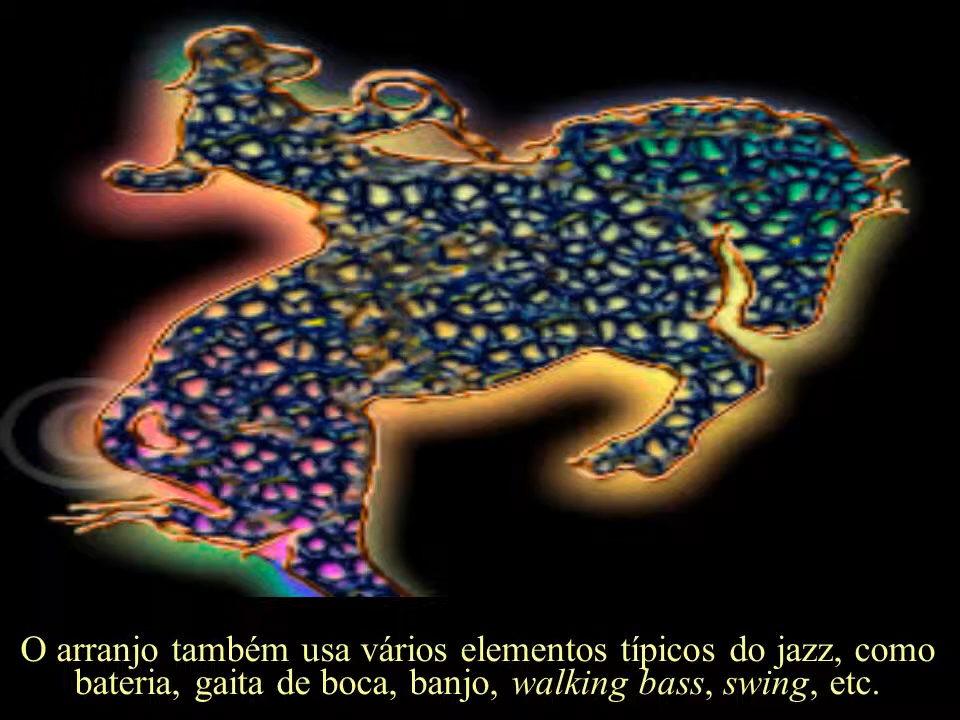 O arranjo também usa vários elementos típicos do jazz, como
bateria, gaita de boca, banjo, walking bass, swing, etc.